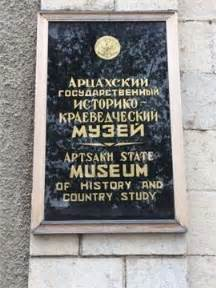 АРЦАХСКИЙ
ГОСУДАРСТВЕННЫЙ
ИСТОРИКО-
КРАЕВЕДЧЕСКИЙ
МУЗЕЙ
ARTSAKH STATE
MUSEUM
OF HISTORY AND
COUNTRY STUDY